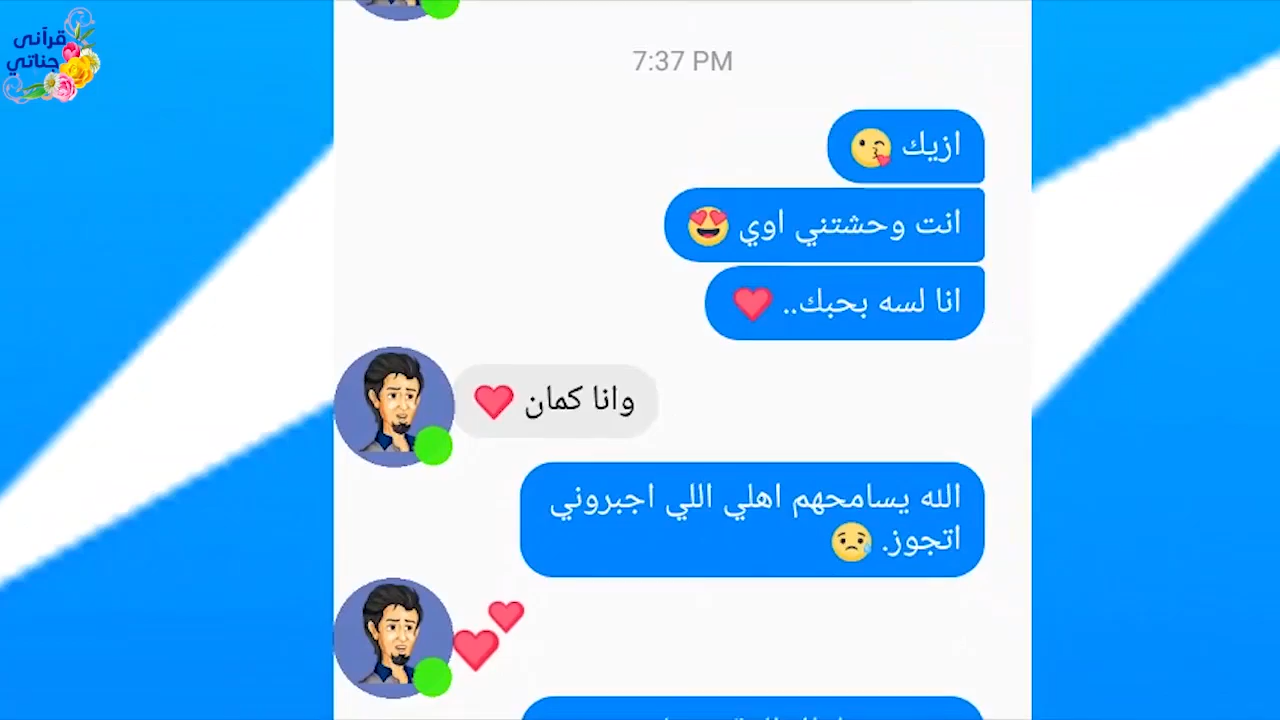 قرآنى
جناتي
7:37 PM
ازيك 😘
انت وحشتني اوي 😍
انا لسه بحبك.. ❤️
وانا كمان ❤️
الله يسامحهم اهلي اللي اجبروني
اتجوز. 😢
💕